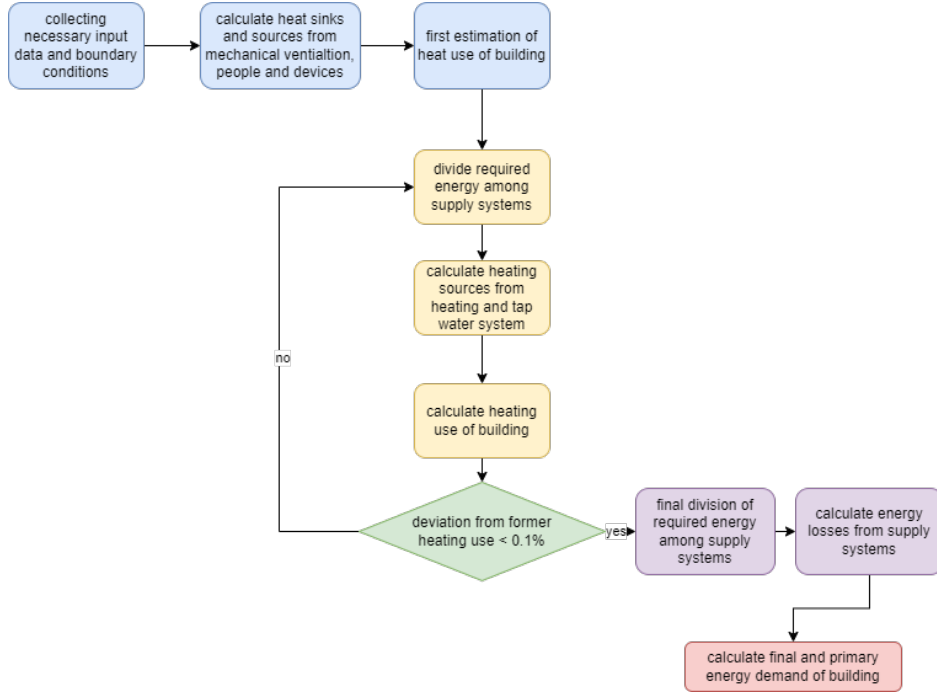 collecting
necessary input
data and boundary
conditions
calculate heat sinks
and sources from
mechanical ventialtion,
people and devices
first estimation of
heat use of building
divide required
energy among
supply systems
calculate heating
sources from
heating and tap
water system
no
calculate heating
use of building
deviation from former
heating use < 0.1%
yes
final division of
required energy
among supply
systems
calculate energy
losses from supply
systems
calculate final and primary
energy demand of building